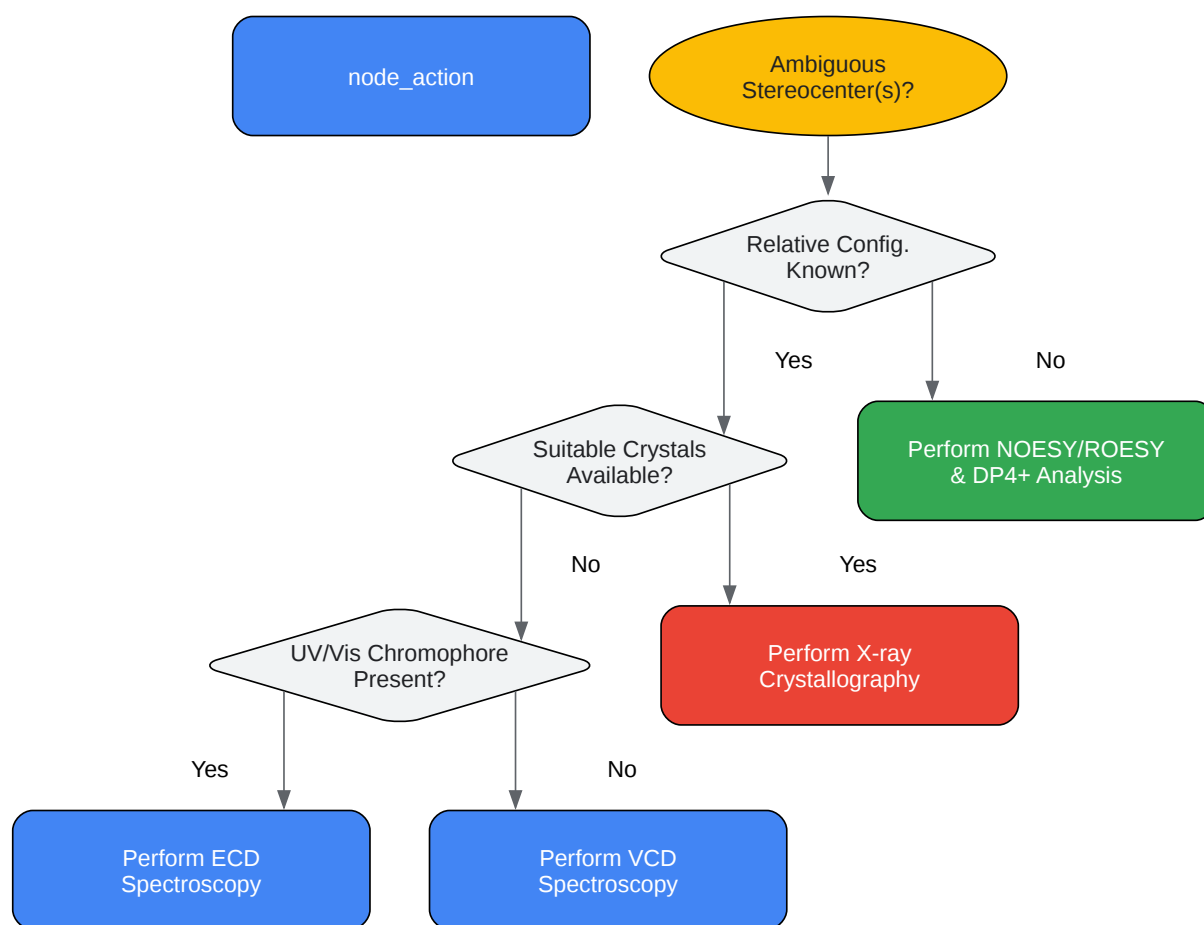 node_action
Ambiguous
Stereocenter(s)?
Relative Config.
Known?
Yes
No
Suitable Crystals
Available?
Perform NOESY/ROESY
& DP4+ Analysis
No
Yes
UV/Vis Chromophore
Present?
Perform X-ray
Crystallography
Yes
No
Perform ECD
Spectroscopy
Perform VCD
Spectroscopy